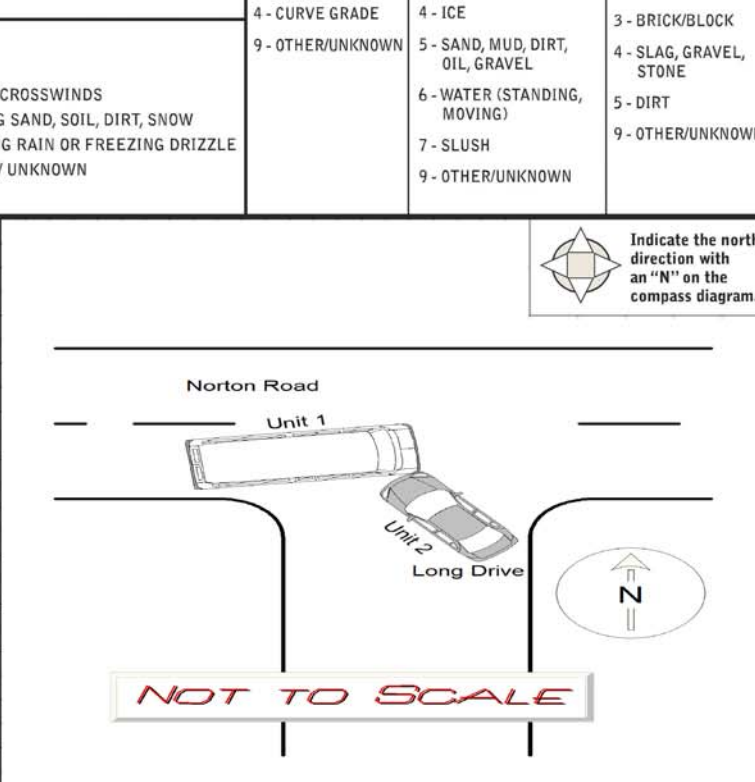 CROSSWINDS
SAND, SOIL, DIRT, SNOW
RAIN OR FREEZING DRIZZLE
/ UNKNOWN
4 - CURVE GRADE
9 - OTHER/UNKNOWN
4 - ICE
5 - SAND, MUD, DIRT,
OIL, GRAVEL
6 - WATER (STANDING,
MOVING)
7 - SLUSH
9 - OTHER/UNKNOWN
3 - BRICK/BLOCK
4 - SLAG, GRAVEL,
STONE
5 - DIRT
9 - OTHER/UNKNOWN
Indicate the north
direction with
an "N" on the
compass diagram.
Norton Road
Unit 1
Unit 2
Long Drive
N
NOT TO SCALE